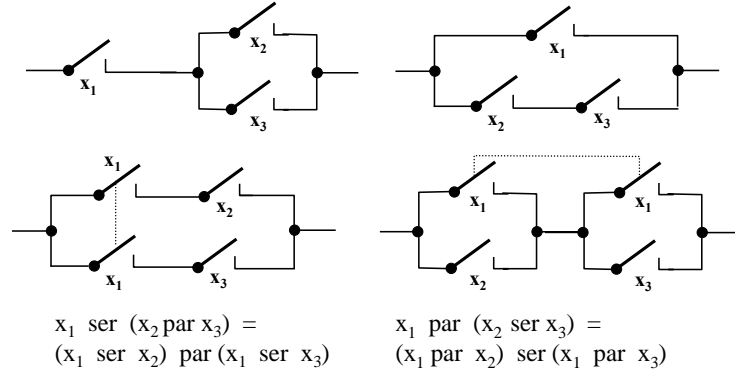 x₁ x₂ x₃
x₁ x₂ x₃
x₁ x₂
x₁ x₃
x₁ x₁
x₂ x₃
x₁ ser (x₂ par x₃) =
(x₁ ser x₂) par (x₁ ser x₃)
x₁ par (x₂ ser x₃) =
(x₁ par x₂) ser (x₁ par x₃)